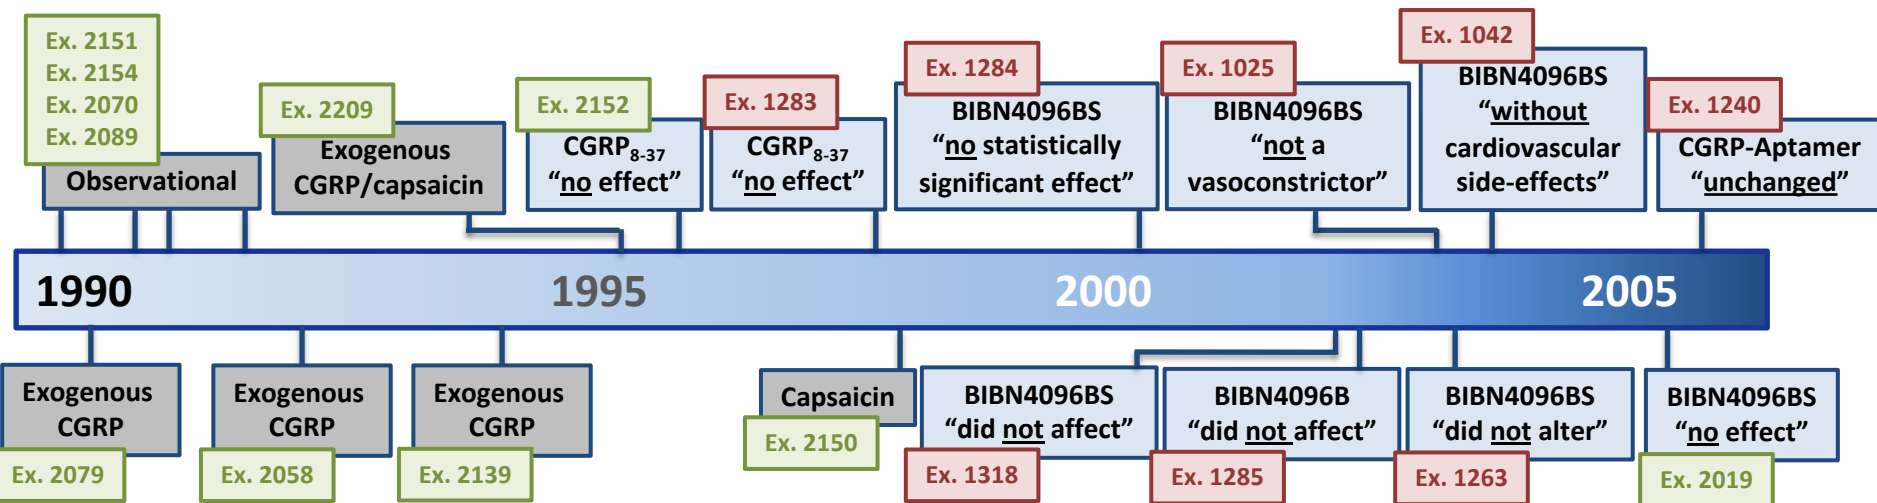 Ex. 2151
Ex. 2154
Ex. 2070
Ex. 2089
Observational
Ex. 2209
Exogenous
CGRP/capsaicin
Ex. 2152
CGRP8-37
“no effect”
Ex. 1283
CGRP8-37
“no effect”
Ex. 1284
BIBN4096BS
“no statistically
significant effect”
Ex. 1025
BIBN4096BS
“not a
vasoconstrictor”
Ex. 1042
BIBN4096BS
“without
cardiovascular
side-effects”
Ex. 1240
CGRP-Aptamer
“unchanged”
1990 1995 2000 2005
Exogenous
CGRP
Ex. 2079
Exogenous
CGRP
Ex. 2058
Exogenous
CGRP
Ex. 2139
Capsaicin
Ex. 2150
BIBN4096BS
“did not affect”
Ex. 1318
BIBN4096B
“did not affect”
Ex. 1285
BIBN4096BS
“did not alter”
Ex. 1263
BIBN4096BS
“no effect”
Ex. 2019